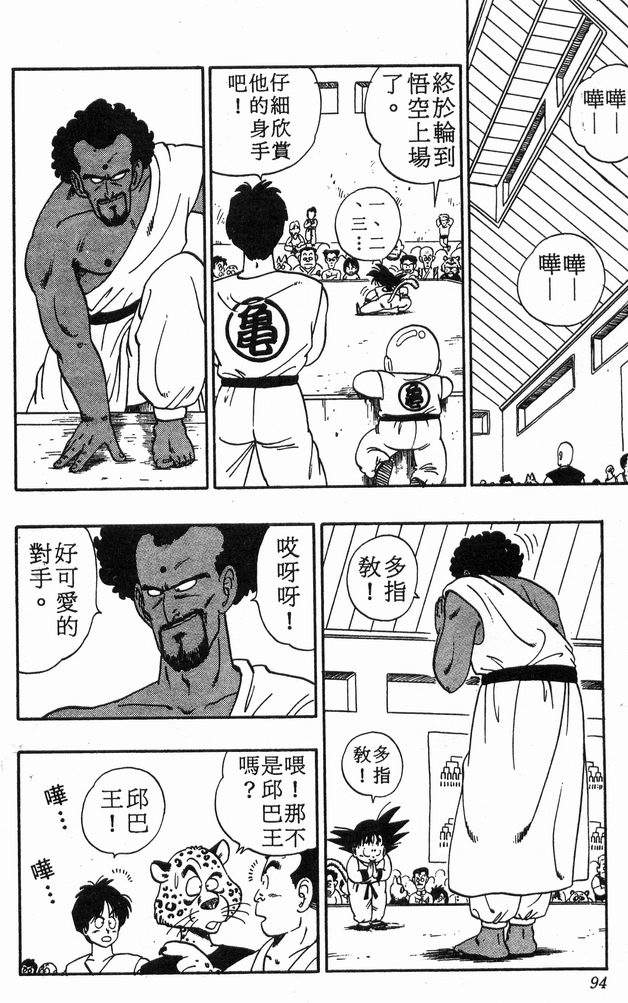 嘩
—
嘩
—
嘩
—
嘩
—
終於輪到
悟空上場
了。
一、二
、三…
仔細欣賞
他的身手
吧！
亀
亀
多指
教！
多指
教！
哎呀呀！
好可愛的
對手。
喂！那不
是邱巴王
嗎？
邱巴
王！
嘩…
嘩…
94